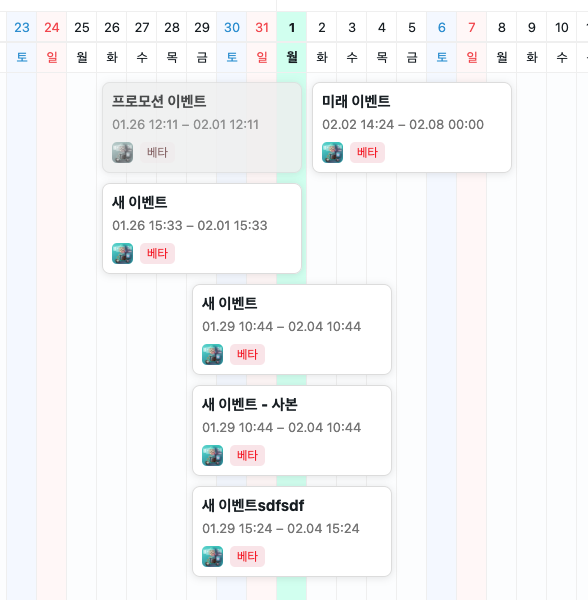 23 24 25 26 27 28 29 30 31 1 2 3 4 5 6 7 8 9 10
토 일 월 화 수 목 금 토 일 월 화 수 목 금 토 일 월 화 수
프로모션 이벤트
01.26 12:11 – 02.01 12:11
베타
미래 이벤트
02.02 14:24 – 02.08 00:00
베타
새 이벤트
01.26 15:33 – 02.01 15:33
베타
새 이벤트
01.29 10:44 – 02.04 10:44
베타
새 이벤트 - 사본
01.29 10:44 – 02.04 10:44
베타
새 이벤트sdfsdf
01.29 15:24 – 02.04 15:24
베타